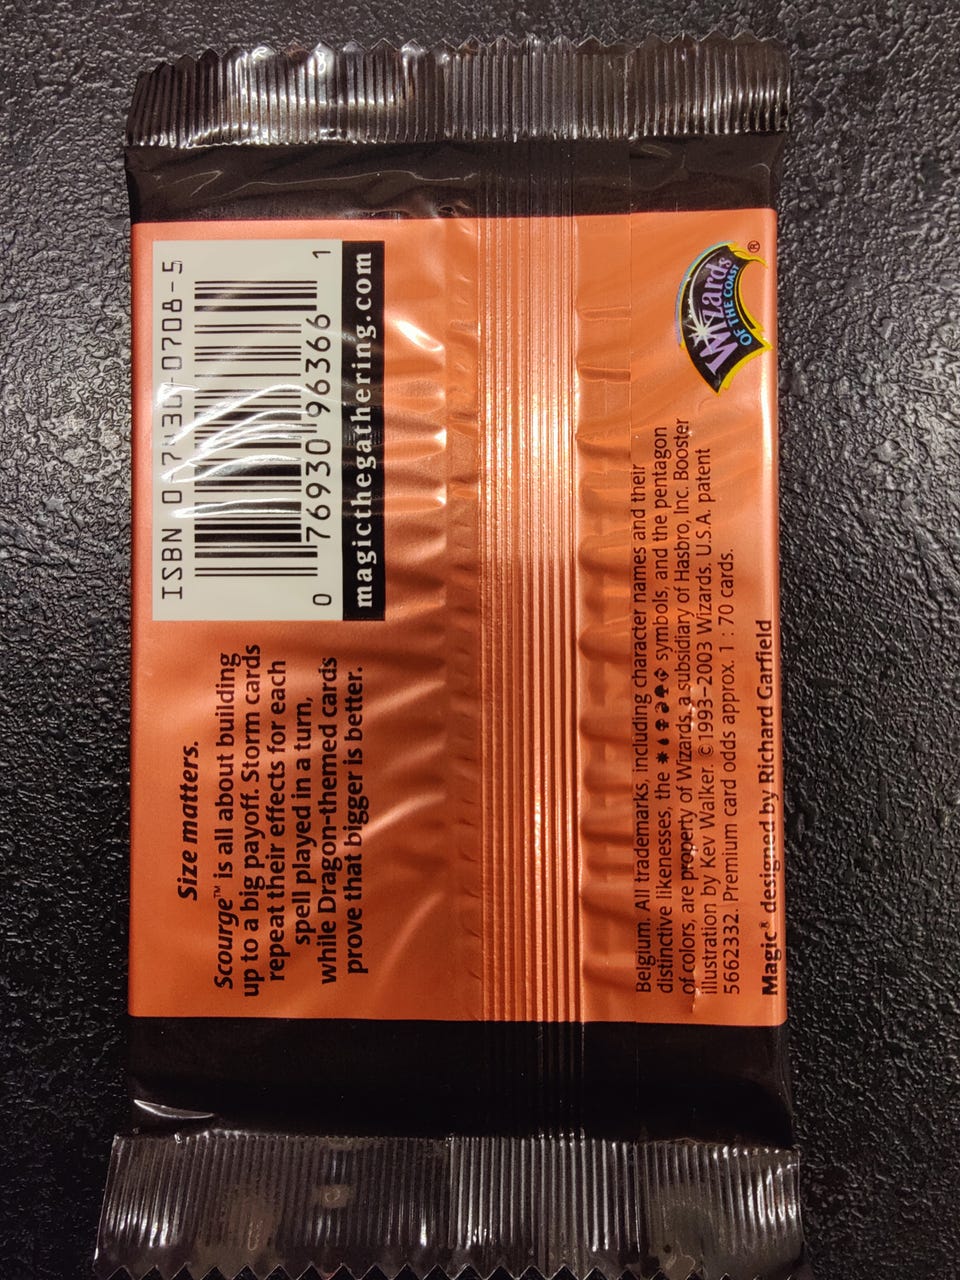 Size matters.
Scourge™ is all about building
up to a big payoff. Storm cards
repeat their effects for each
spell played in a turn,
while Dragon-themed cards
prove that bigger is better.
ISBN 0-7430-0708-5
0 76930 96366 1
magicthegathering.com
Belgium. All trademarks, including character names and their
distinctive likenesses, the symbols, and the pentagon
of colors, are property of Wizards, a subsidiary of Hasbro, Inc. Booster
illustration by Kev Walker. ©1993–2003 Wizards. U.S.A. patent
5662332. Premium card odds approx. 1 : 70 cards.
Magic® designed by Richard Garfield
Wizards
OF THE COAST
®